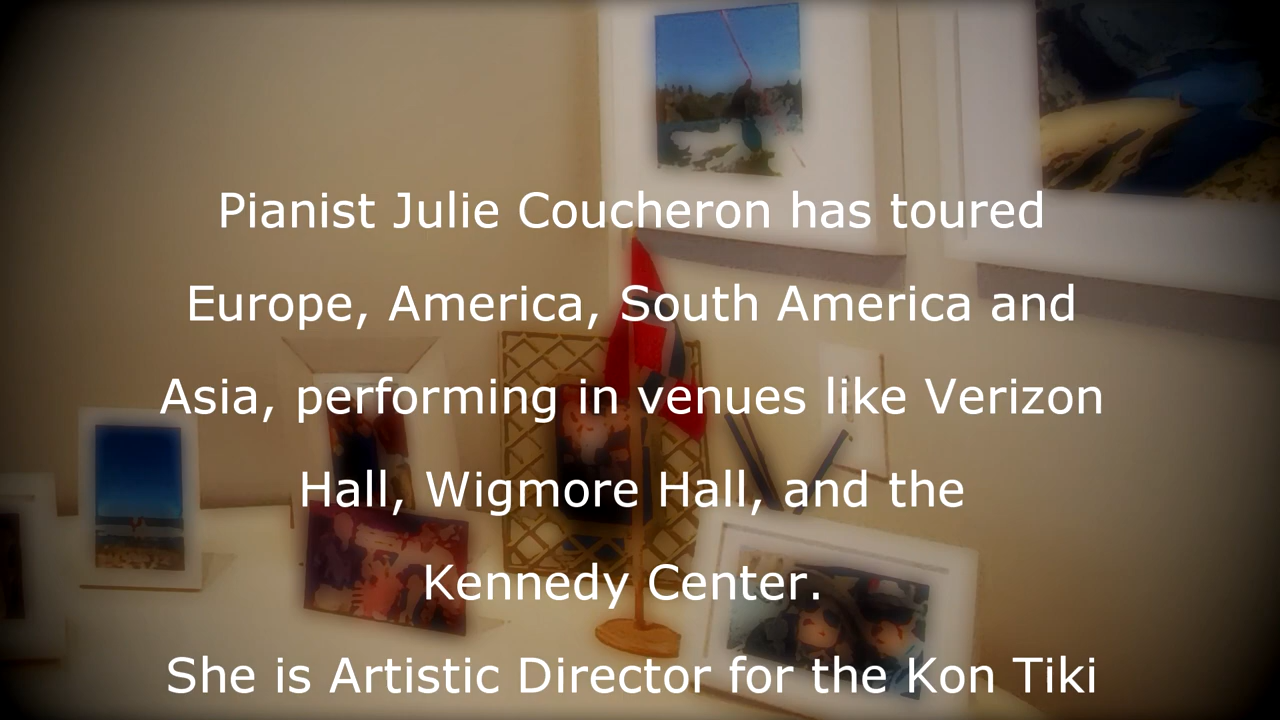 Pianist Julie Coucheron has toured
Europe, America, South America and
Asia, performing in venues like Verizon
Hall, Wigmore Hall, and the
Kennedy Center.
She is Artistic Director for the Kon Tiki